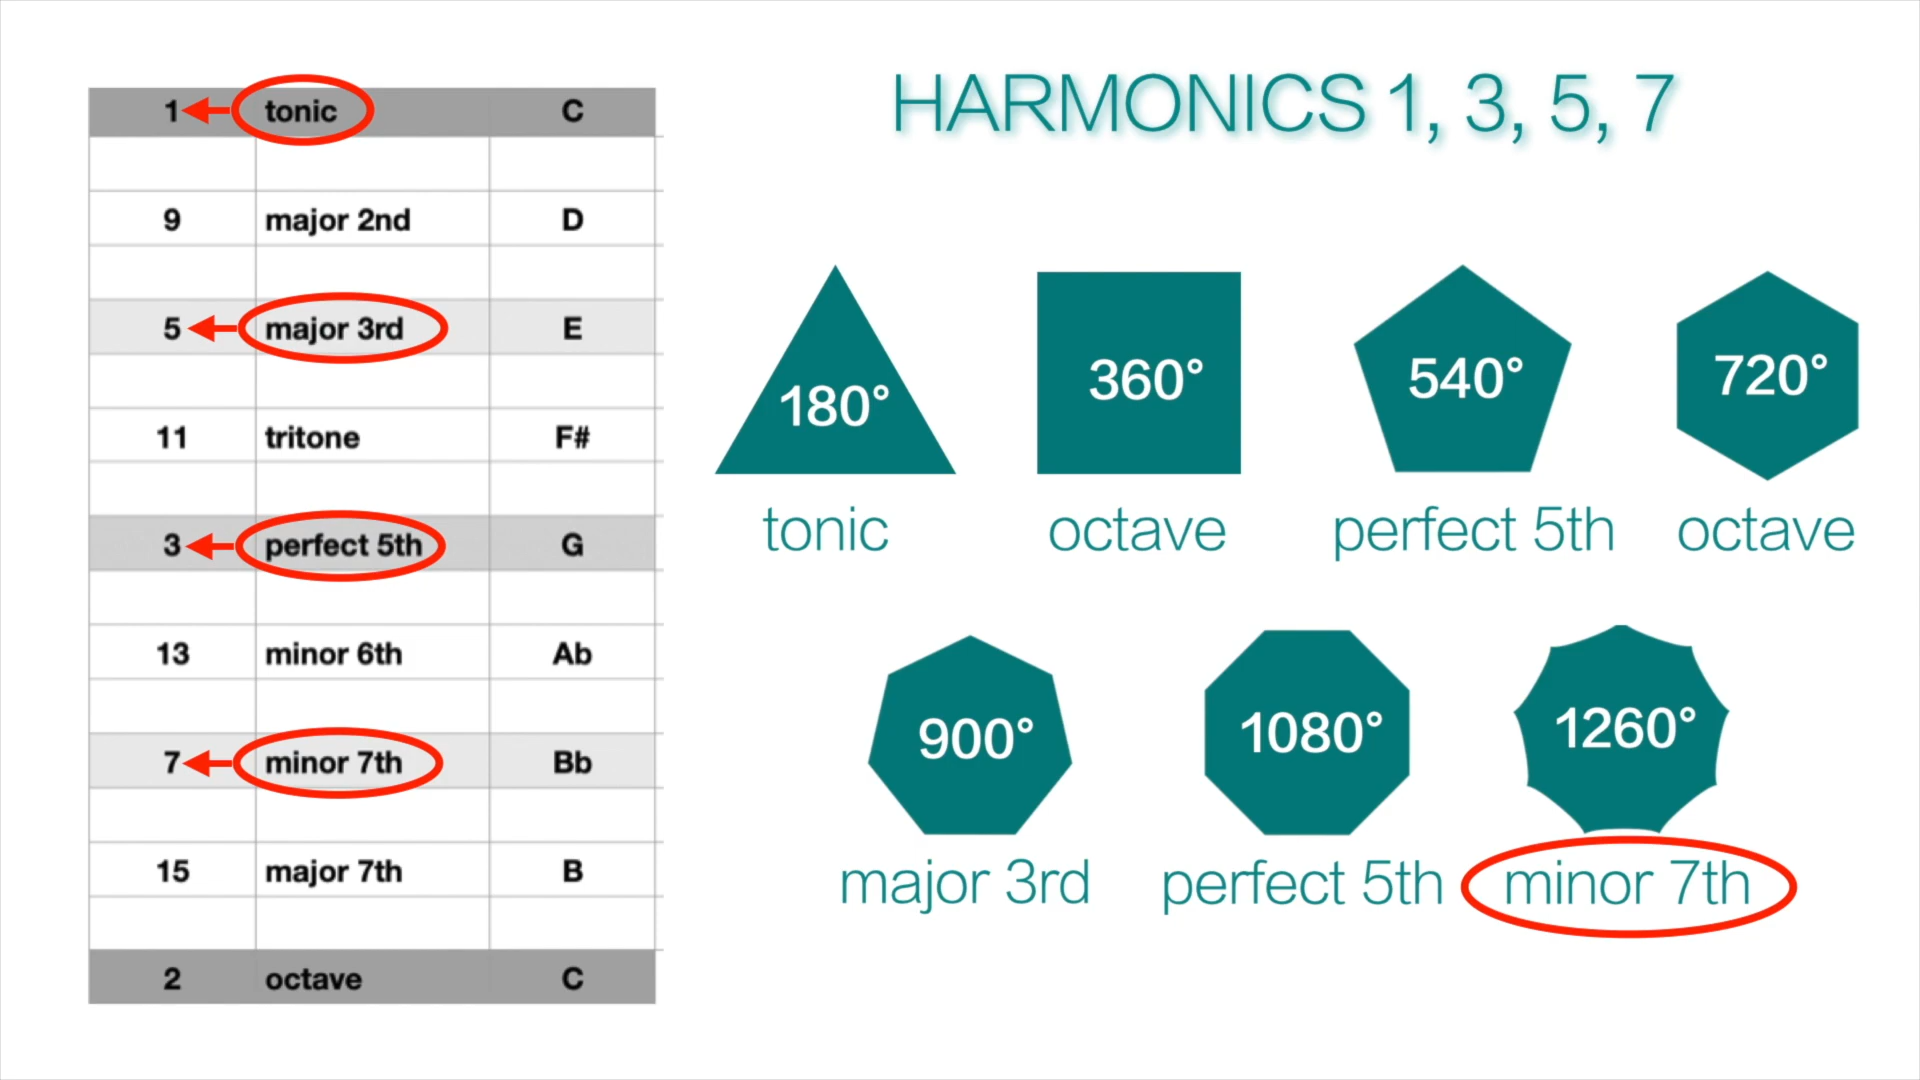 HARMONICS 1, 3, 5, 7
1 tonic C
9 major 2nd D
5 major 3rd E
11 tritone F#
3 perfect 5th G
13 minor 6th Ab
7 minor 7th Bb
15 major 7th B
2 octave C
180° 360° 540° 720°
tonic octave perfect 5th octave
900° 1080° 1260°
major 3rd perfect 5th minor 7th